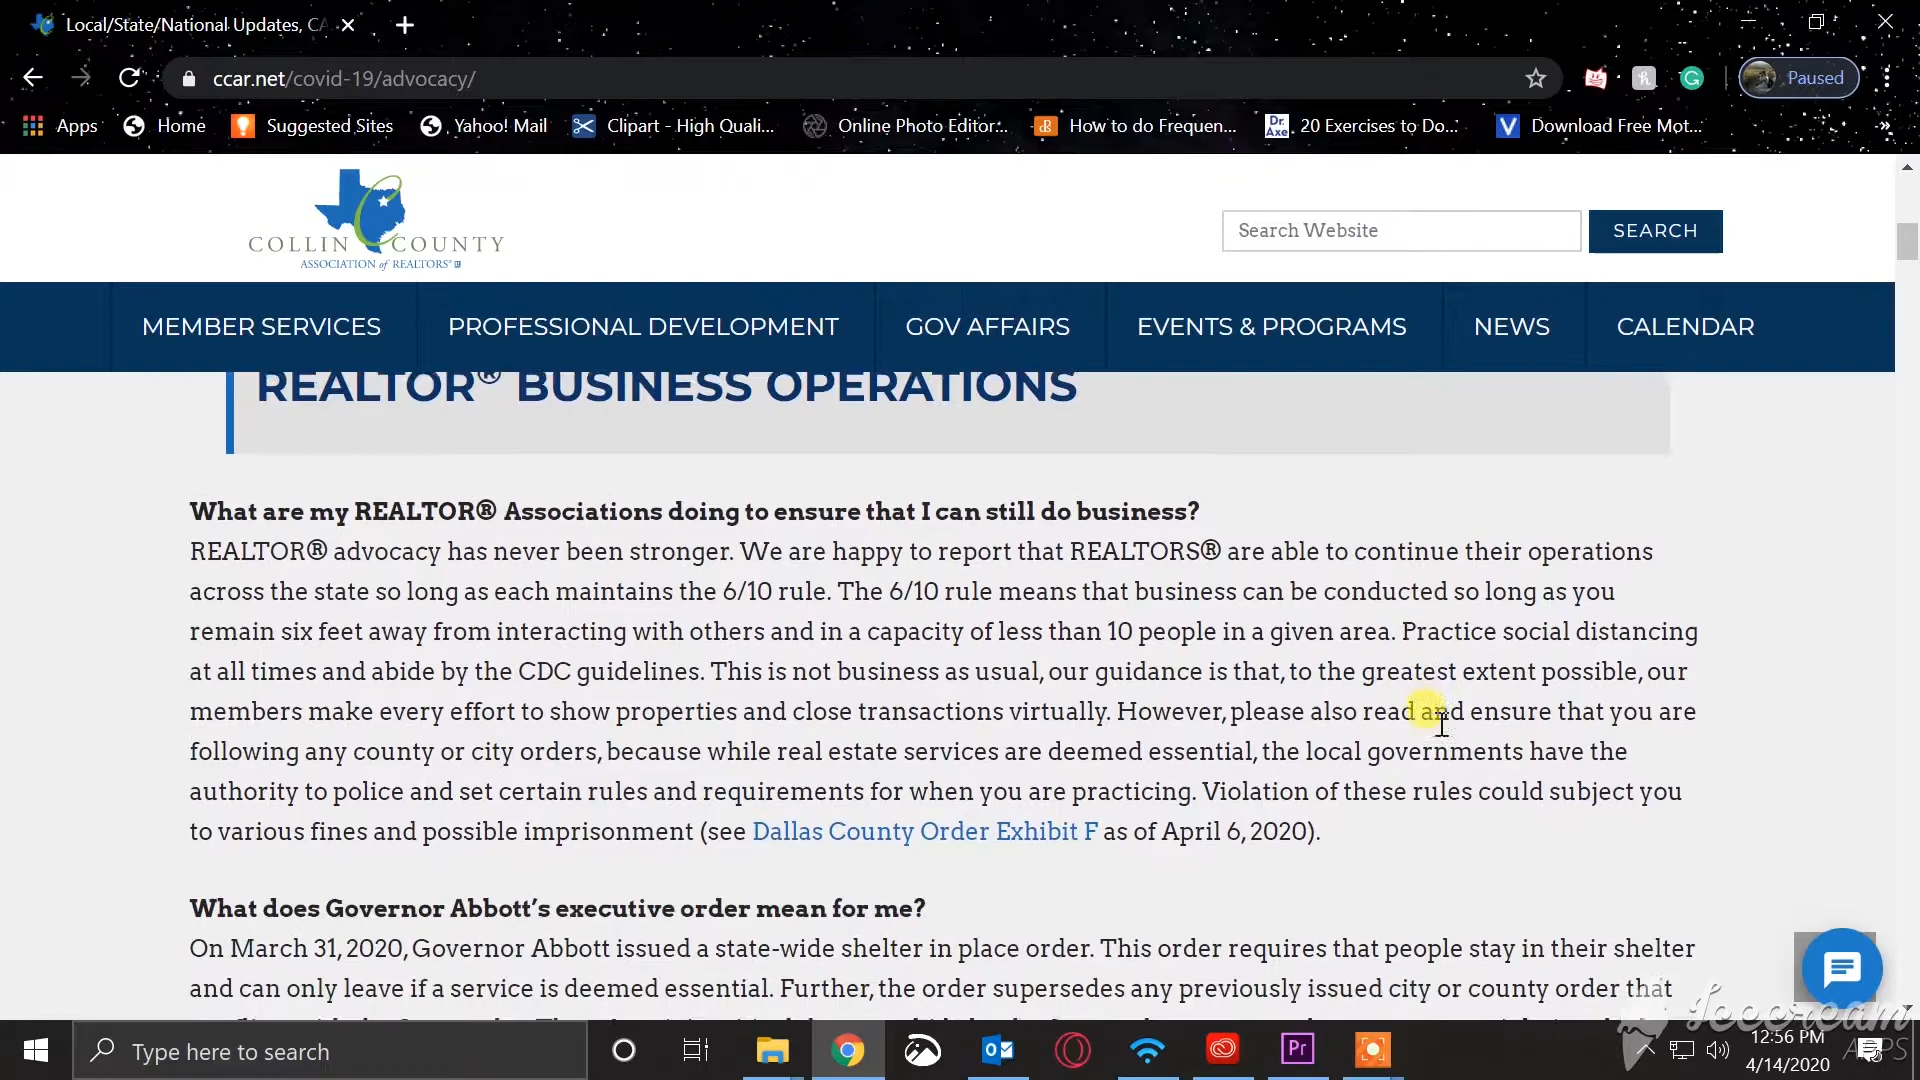 Local/State/National Updates, CA
ccar.net/covid-19/advocacy/
Paused
Apps
Home
Suggested Sites
Yahoo! Mail
Clipart - High Quali...
Online Photo Editor...
How to do Frequen...
Dr. Axe
20 Exercises to Do...
Download Free Mot...
COLLIN COUNTY
ASSOCIATION of REALTORS®
Search Website
SEARCH
MEMBER SERVICES
PROFESSIONAL DEVELOPMENT
GOV AFFAIRS
EVENTS & PROGRAMS
NEWS
CALENDAR
REALTOR® BUSINESS OPERATIONS
What are my REALTOR® Associations doing to ensure that I can still do business?
REALTOR® advocacy has never been stronger. We are happy to report that REALTORS® are able to continue their operations
across the state so long as each maintains the 6/10 rule. The 6/10 rule means that business can be conducted so long as you
remain six feet away from interacting with others and in a capacity of less than 10 people in a given area. Practice social distancing
at all times and abide by the CDC guidelines. This is not business as usual, our guidance is that, to the greatest extent possible, our
members make every effort to show properties and close transactions virtually. However, please also read and ensure that you are
following any county or city orders, because while real estate services are deemed essential, the local governments have the
authority to police and set certain rules and requirements for when you are practicing. Violation of these rules could subject you
to various fines and possible imprisonment (see Dallas County Order Exhibit F as of April 6, 2020).
What does Governor Abbott's executive order mean for me?
On March 31, 2020, Governor Abbott issued a state-wide shelter in place order. This order requires that people stay in their shelter
and can only leave if a service is deemed essential. Further, the order supersedes any previously issued city or county order that
Icecream
APPS
Type here to search
Pr
12:56 PM
4/14/2020